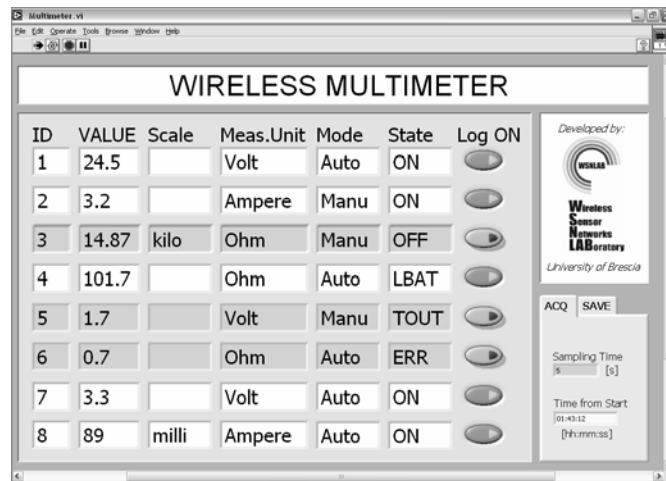 Multimeter.vi
File Edit Operate Tools Browse Window Help
WIRELESS MULTIMETER
ID VALUE Scale Meas.Unit Mode State Log ON
1 24.5 Volt Auto ON
2 3.2 Ampere Manu ON
3 14.87 kilo Ohm Manu OFF
4 101.7 Ohm Auto LBAT
5 1.7 Volt Manu TOUT
6 0.7 Ohm Auto ERR
7 3.3 Volt Auto ON
8 89 milli Ampere Auto ON
Developed by:
WSNLAB
Wireless
Sensor
Networks
LABoratory
University of Brescia
ACQ SAVE
Sampling Time
5 [s]
Time from Start
01:43:12
[hh:mm:ss]